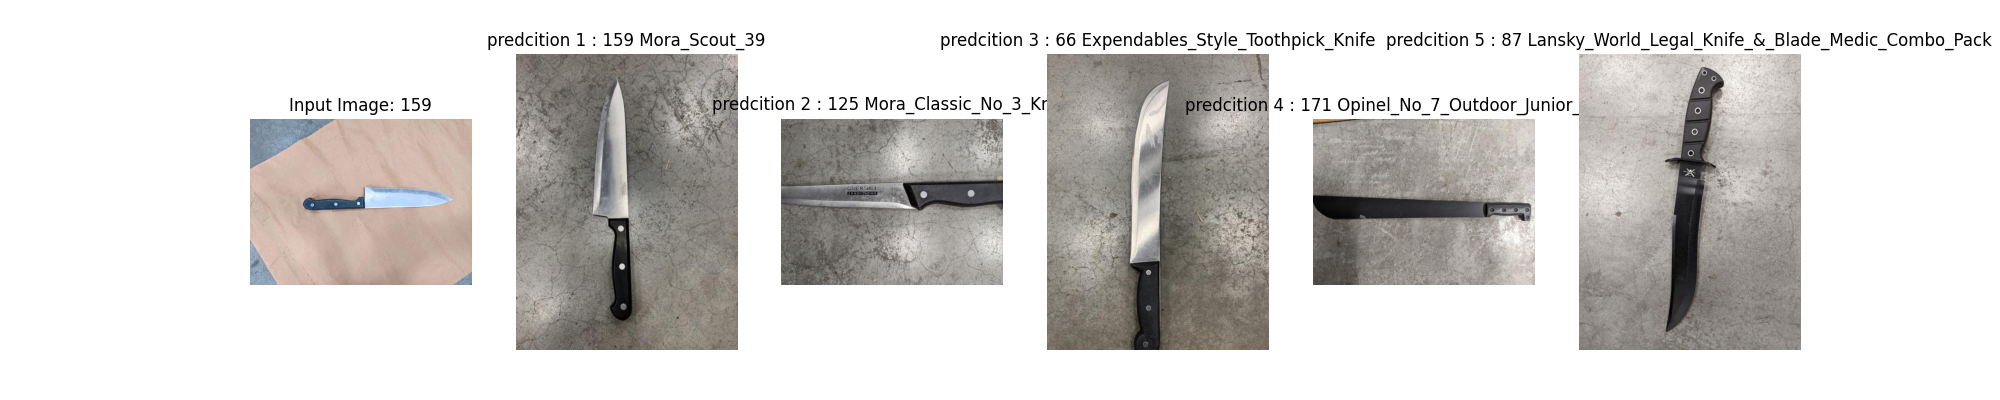 Input Image: 159
predcition 1 : 159 Mora_Scout_39
predcition 2 : 125 Mora_Classic_No_3_Kr
predcition 3 : 66 Expendables_Style_Toothpick_Knife
predcition 4 : 171 Opinel_No_7_Outdoor_Junior_
predcition 5 : 87 Lansky_World_Legal_Knife_&_Blade_Medic_Combo_Pack